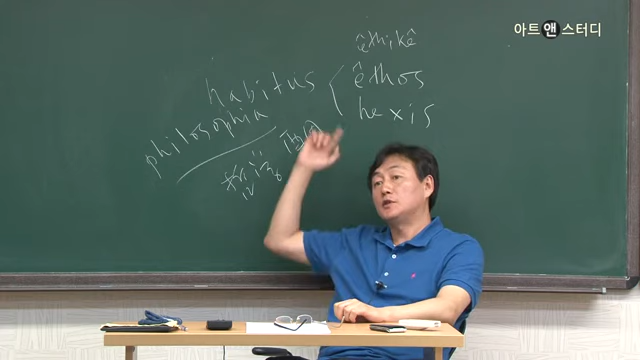 아트앤스터디
êthikê
habitus
êthos
hexis
philosophia